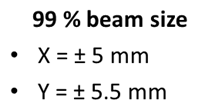 99 % beam size
• X = ± 5 mm
• Y = ± 5.5 mm